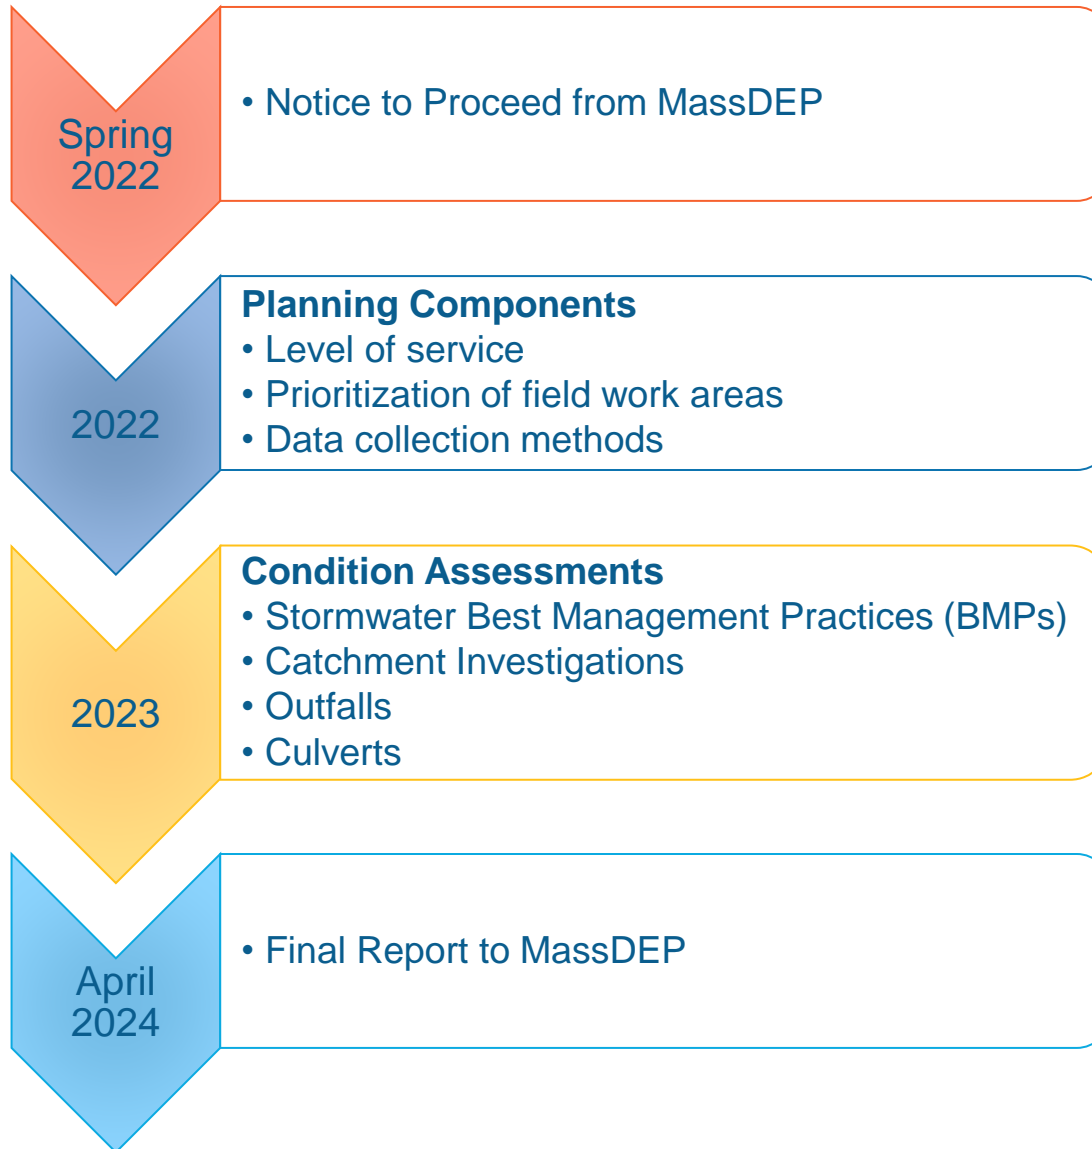 Spring
2022
• Notice to Proceed from MassDEP
2022
Planning Components
• Level of service
• Prioritization of field work areas
• Data collection methods
2023
Condition Assessments
• Stormwater Best Management Practices (BMPs)
• Catchment Investigations
• Outfalls
• Culverts
April
2024
• Final Report to MassDEP